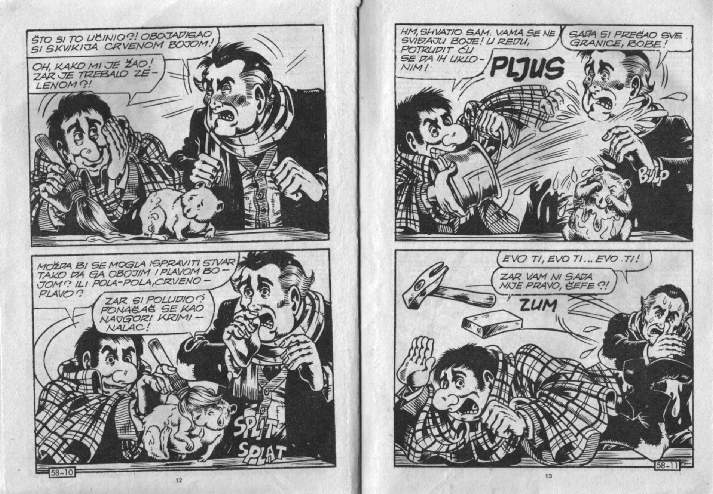 ŠTO SI TO UČINIO?! OBOJADISAO
SI SKVIKIJA CRVENOM BOJOM!
OH, KAKO MI JE ŽAO!
ZAR JE TREBALO ZE-
LENOM?!
MOŽDA BI SE MOGLA ISPRAVITI STVAR
TAKO DA GA OBOJIM I PLAVOM BO-
JOM? ILI POLA-POLA, CRVENO-
PLAVO?
ZAR SI POLUDIO?
PONAŠAŠ SE KAO
NAJGORI KRIMI-
NALAC!
SPLIT
SPLAT
58-10
12
HM, SHVATIO SAM. VAMA SE NE
SVIĐAJU BOJE! U REDU,
POTRUDIT ĆU
SE DA IH UKLO-
NIM!
SADA SI PREŠAO SVE
GRANICE, BOBE!
PLJUS
BULP
EVO TI, EVO TI... EVO TI!
ZAR VAM NI SADA
NIJE PRAVO, ŠEFE?!
ZUM
58-11
13